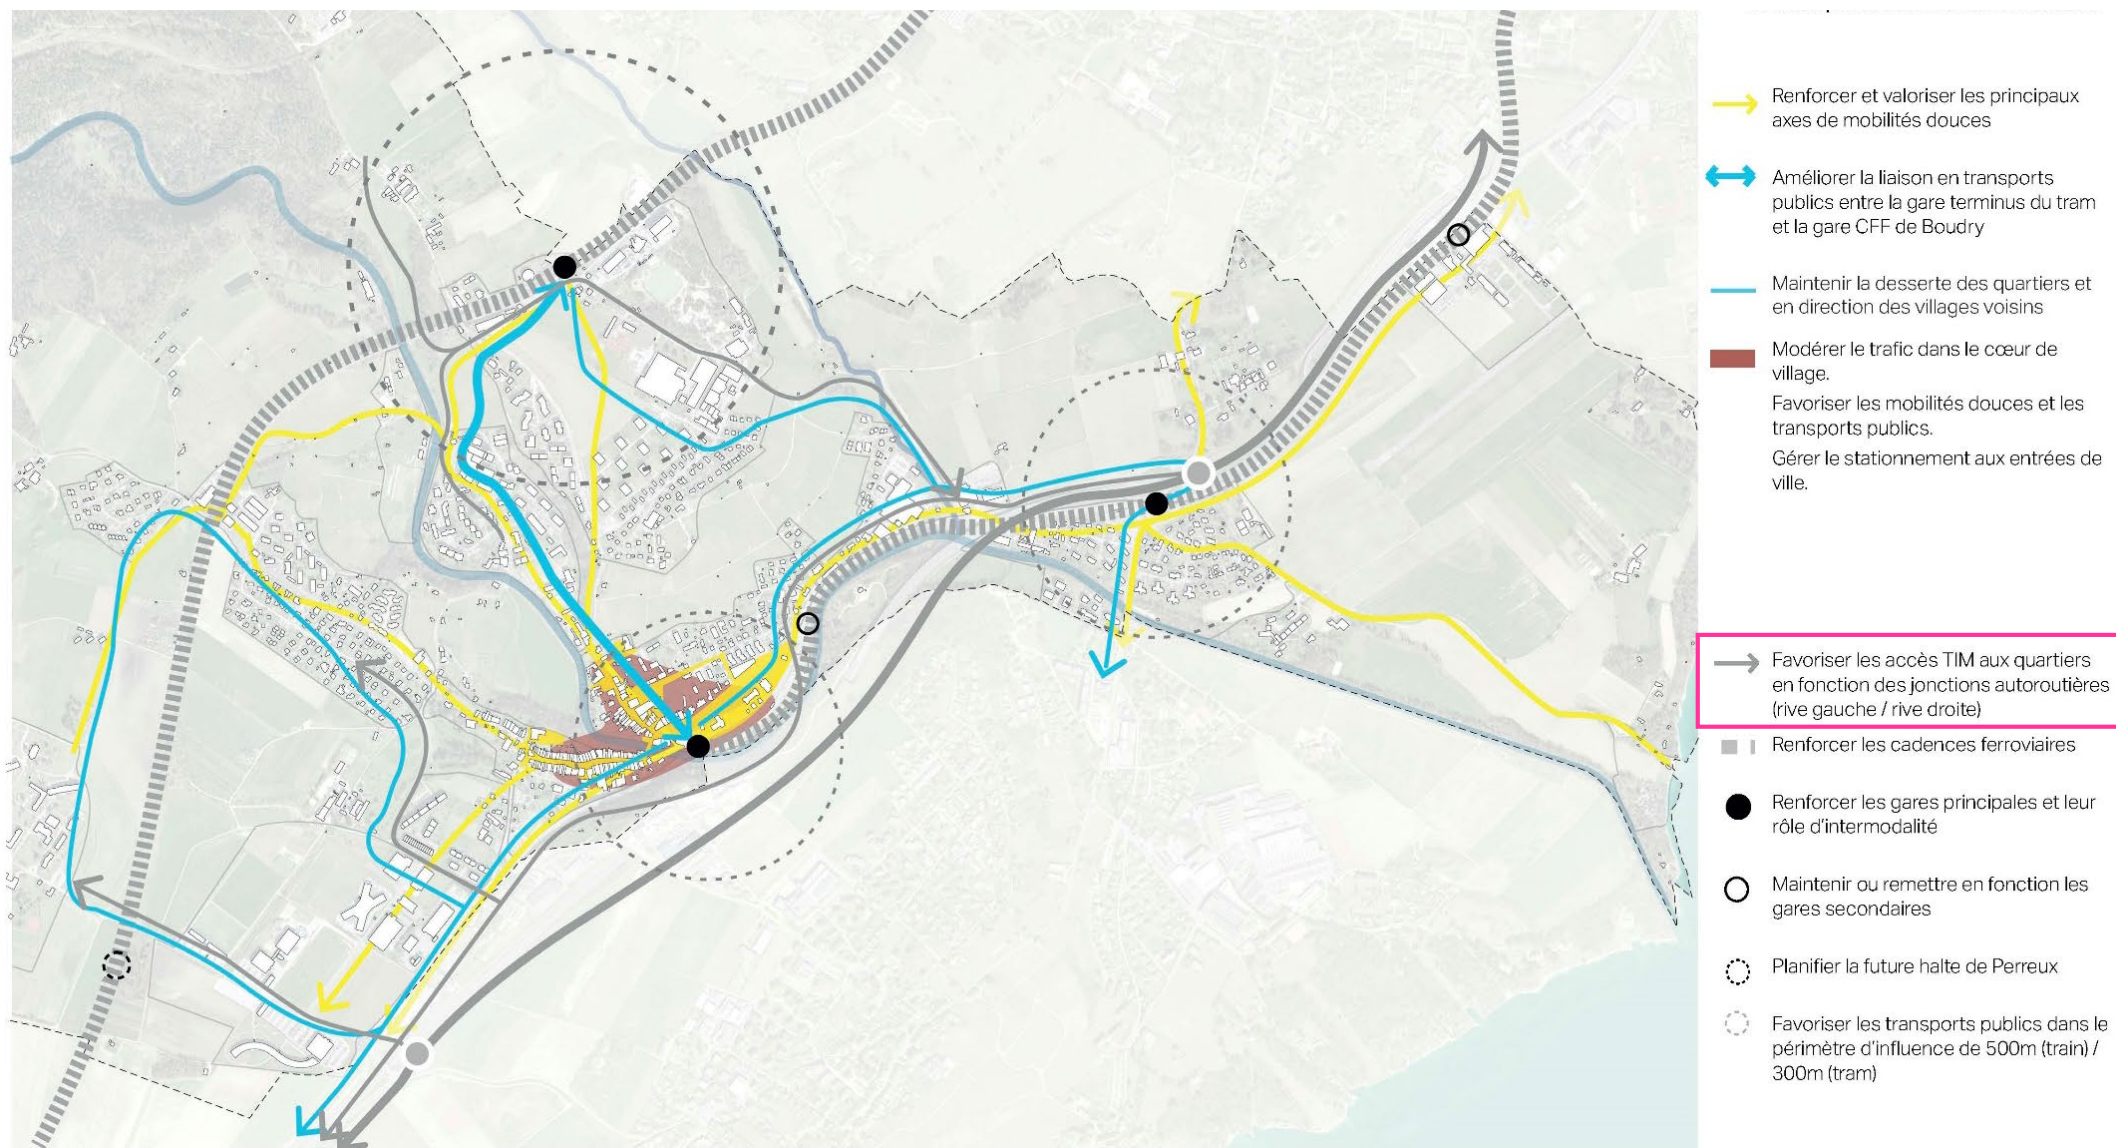 Renforcer et valoriser les principaux
axes de mobilités douces
Améliorer la liaison en transports
publics entre la gare terminus du tram
et la gare CFF de Boudry
Maintenir la desserte des quartiers et
en direction des villages voisins
Modérer le trafic dans le cœur de
village.
Favoriser les mobilités douces et les
transports publics.
Gérer le stationnement aux entrées de
ville.
Favoriser les accès TIM aux quartiers
en fonction des jonctions autoroutières
(rive gauche / rive droite)
Renforcer les cadences ferroviaires
Renforcer les gares principales et leur
rôle d'intermodalité
Maintenir ou remettre en fonction les
gares secondaires
Planifier la future halte de Perreux
Favoriser les transports publics dans le
périmètre d'influence de 500m (train) /
300m (tram)